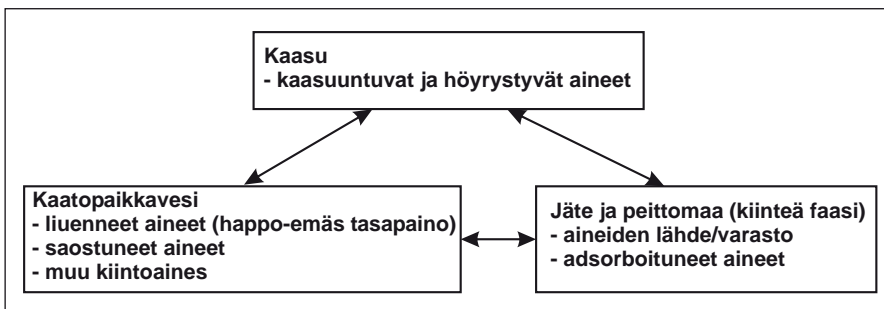 Kaasu
- kaasuuntuvat ja höyrystyvät aineet
Kaatopaikkavesi
- liuenneet aineet (happo-emäs tasapaino)
- saostuneet aineet
- muu kiintoaines
Jäte ja peittomaa (kiinteä faasi)
- aineiden lähde/varasto
- adsorboituneet aineet